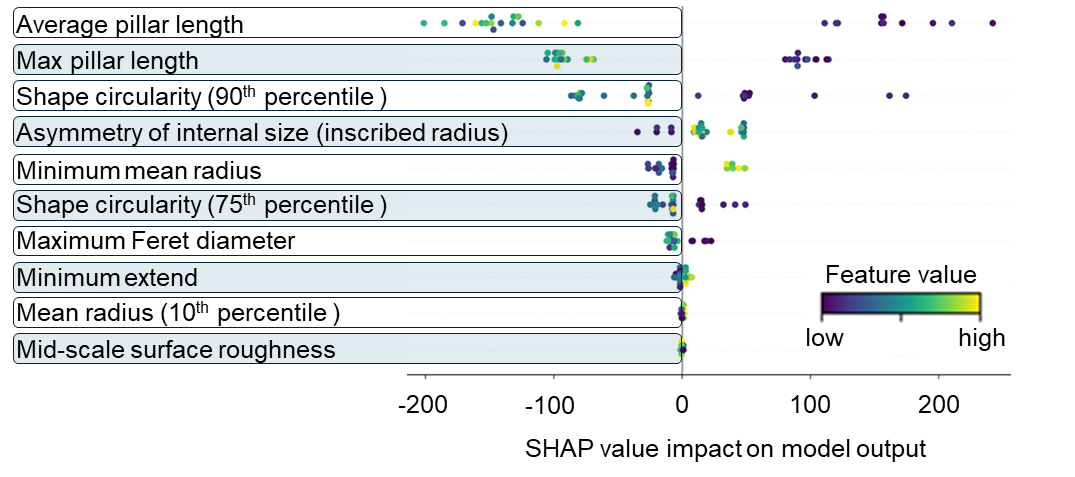 Average pillar length
Max pillar length
Shape circularity (90th percentile )
Asymmetry of internal size (inscribed radius)
Minimum mean radius
Shape circularity (75th percentile )
Maximum Feret diameter
Minimum extend
Mean radius (10th percentile )
Mid-scale surface roughness
Feature value
low high
-200 -100 0 100 200
SHAP value impact on model output